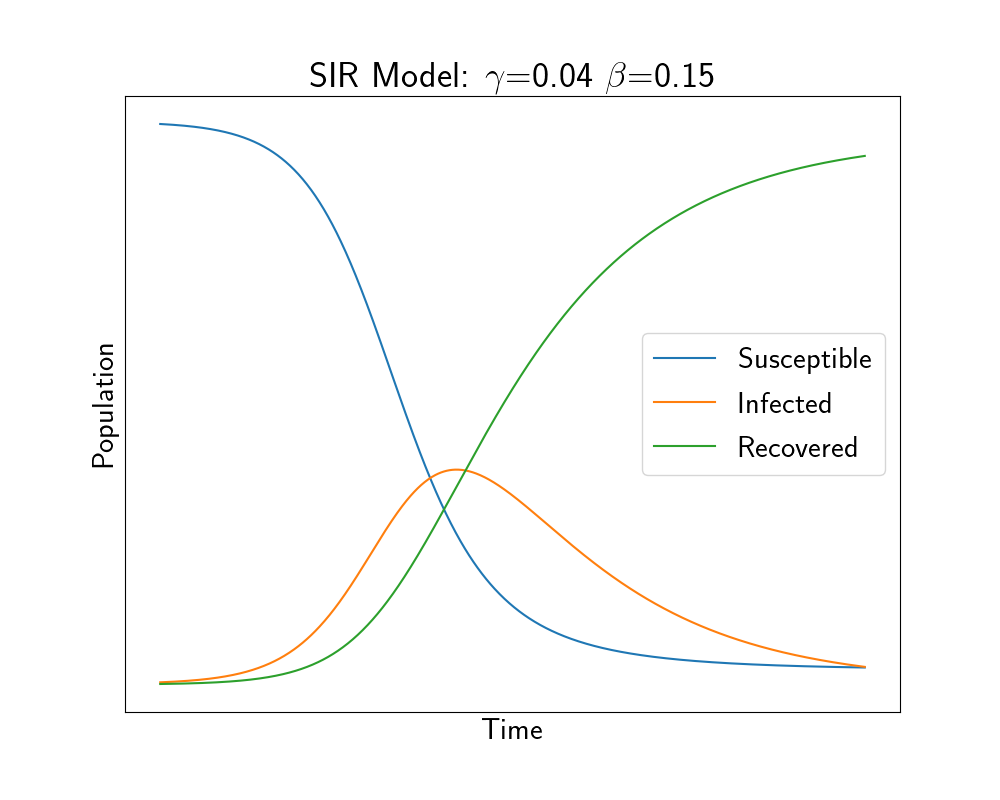 SIR Model: γ=0.04 β=0.15
Population
Susceptible
Infected
Recovered
Time